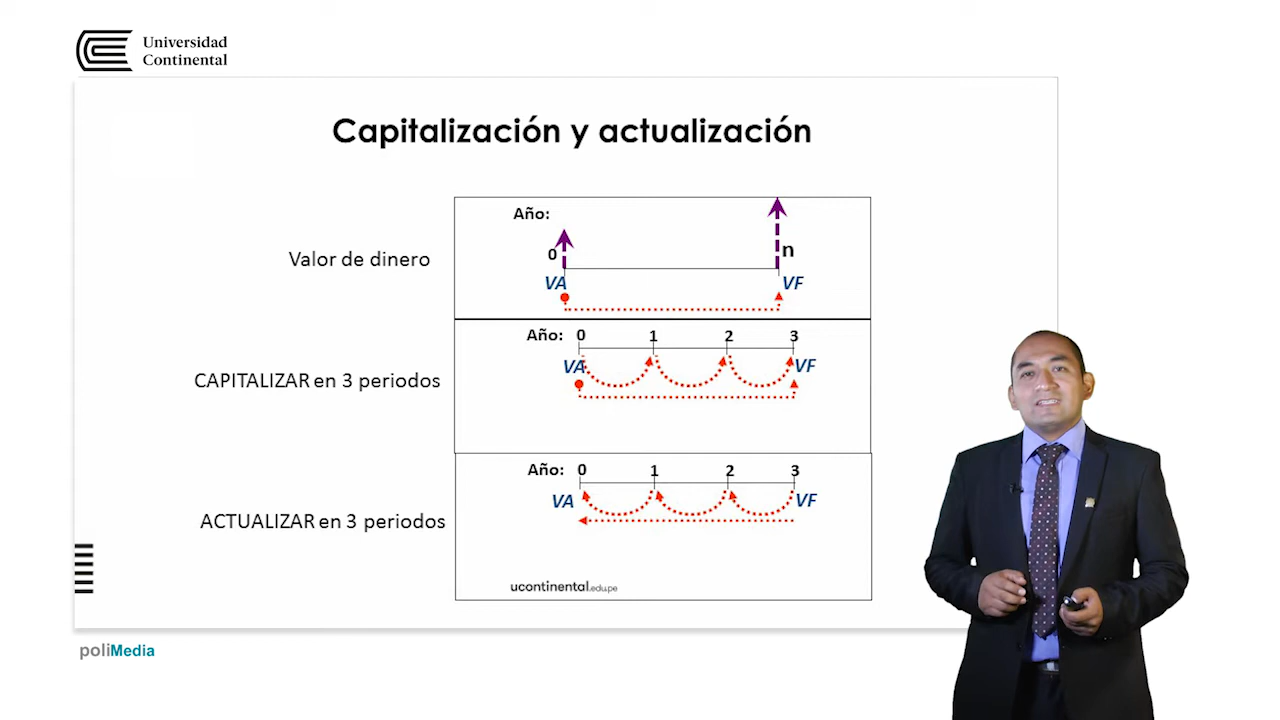 Universidad
Continental
Capitalización y actualización
Año:
0
n
Valor de dinero
VA
VF
Año: 0 1 2 3
VA VF
CAPITALIZAR en 3 periodos
Año: 0 1 2 3
VA VF
ACTUALIZAR en 3 periodos
ucontinental.edu.pe
poliMedia